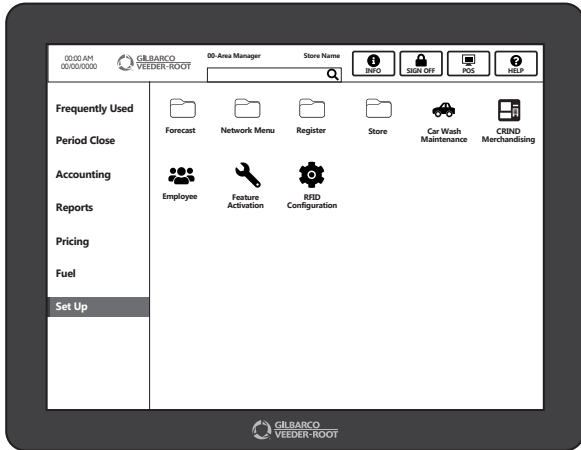 00:00 AM
00/00/0000
GILBARCO
VEEDER-ROOT
00-Area Manager
Store Name
INFO
SIGN OFF
POS
HELP
Frequently Used
Period Close
Accounting
Reports
Pricing
Fuel
Set Up
Forecast
Network Menu
Register
Store
Car Wash
Maintenance
CRIND
Merchandising
Employee
Feature
Activation
RFID
Configuration
GILBARCO
VEEDER-ROOT